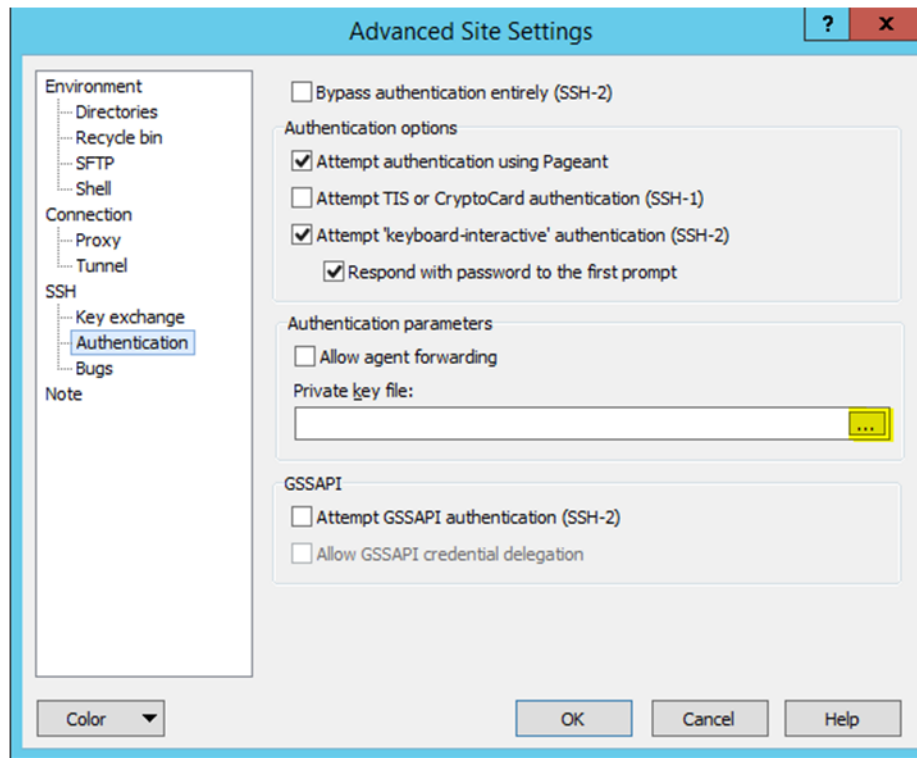 Advanced Site Settings
?
x
Environment
Directories
Recycle bin
SFTP
Shell
Connection
Proxy
Tunnel
SSH
Key exchange
Authentication
Bugs
Note
Bypass authentication entirely (SSH-2)
Authentication options
Attempt authentication using Pageant
Attempt TIS or CryptoCard authentication (SSH-1)
Attempt 'keyboard-interactive' authentication (SSH-2)
Respond with password to the first prompt
Authentication parameters
Allow agent forwarding
Private key file:
...
GSSAPI
Attempt GSSAPI authentication (SSH-2)
Allow GSSAPI credential delegation
Color
OK
Cancel
Help